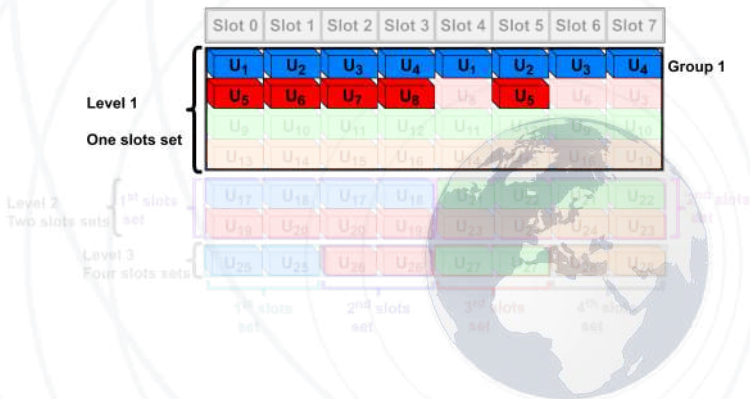 Slot 0 Slot 1 Slot 2 Slot 3 Slot 4 Slot 5 Slot 6 Slot 7
U1 U2 U3 U4 U1 U2 U3 U4 Group 1
U5 U6 U7 U8 U5 U6
Level 1
One slots set
U9 U10 U11 U12 U11 U10
U13 U14 U15 U16 U13
Level 2
Two slots sets
1st slots
set
U17 U18 U17 U18 U22
U19 U20 U20 U19 U23 U24 U23
2nd slots
set
Level 3
Four slots sets
U25 U25 U26 U26 U27 U27
1st slots
set
2nd slots
set
3rd slots
set
4th slots
set